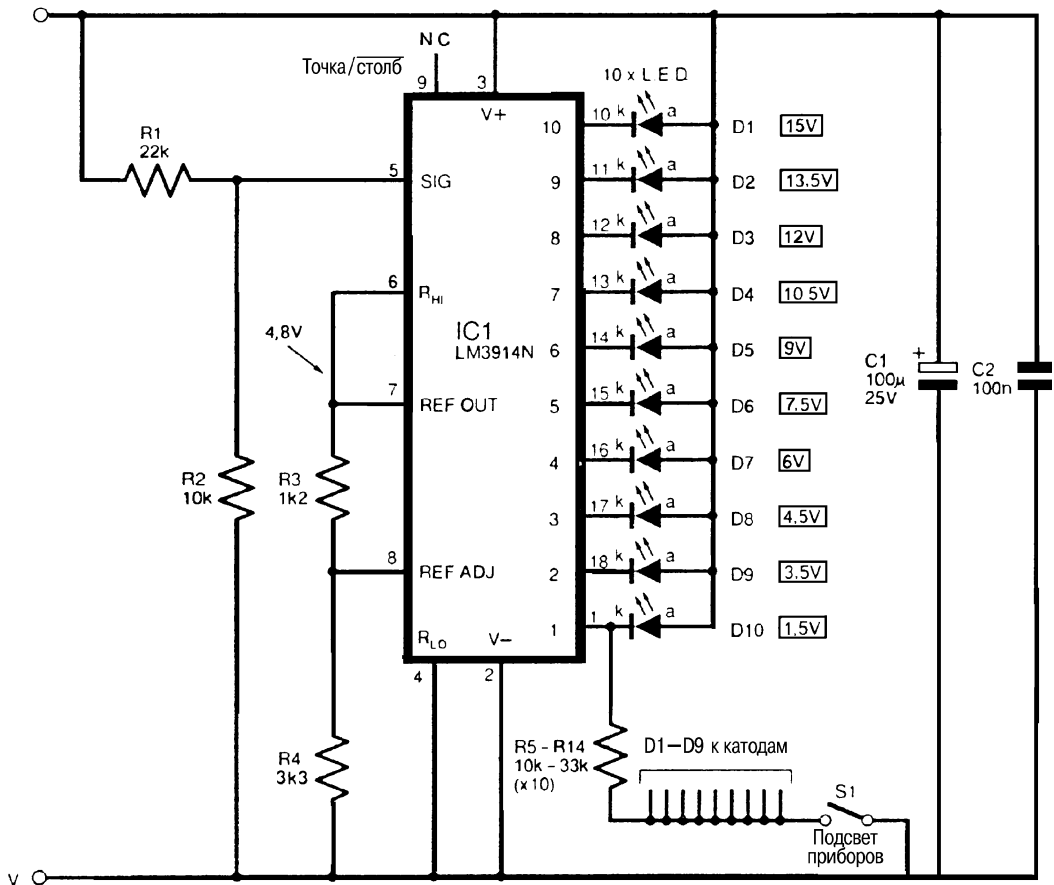 NC
Точка/столб
10 x LED
9
3
V+
10
10
k
a
D1
15V
R1
22k
5
SIG
9
11
k
a
D2
13.5V
8
12
k
a
D3
12V
6
R HI
7
13
k
a
D4
10 5V
4,8V
IC1
LM3914N
6
14
k
a
D5
9V
C1
100µ
25V
+
C2
100n
7
REF OUT
5
15
k
a
D6
7.5V
4
16
k
a
D7
6V
R2
10k
R3
1k2
3
17
k
a
D8
4,5V
8
REF ADJ
2
18
k
a
D9
3.5V
1
1
k
a
D10
1,5V
R LO
V–
4
2
R4
3k3
R5 – R14
10k – 33k
(x10)
D1—D9 к катодам
S1
Подсвет
приборов
V